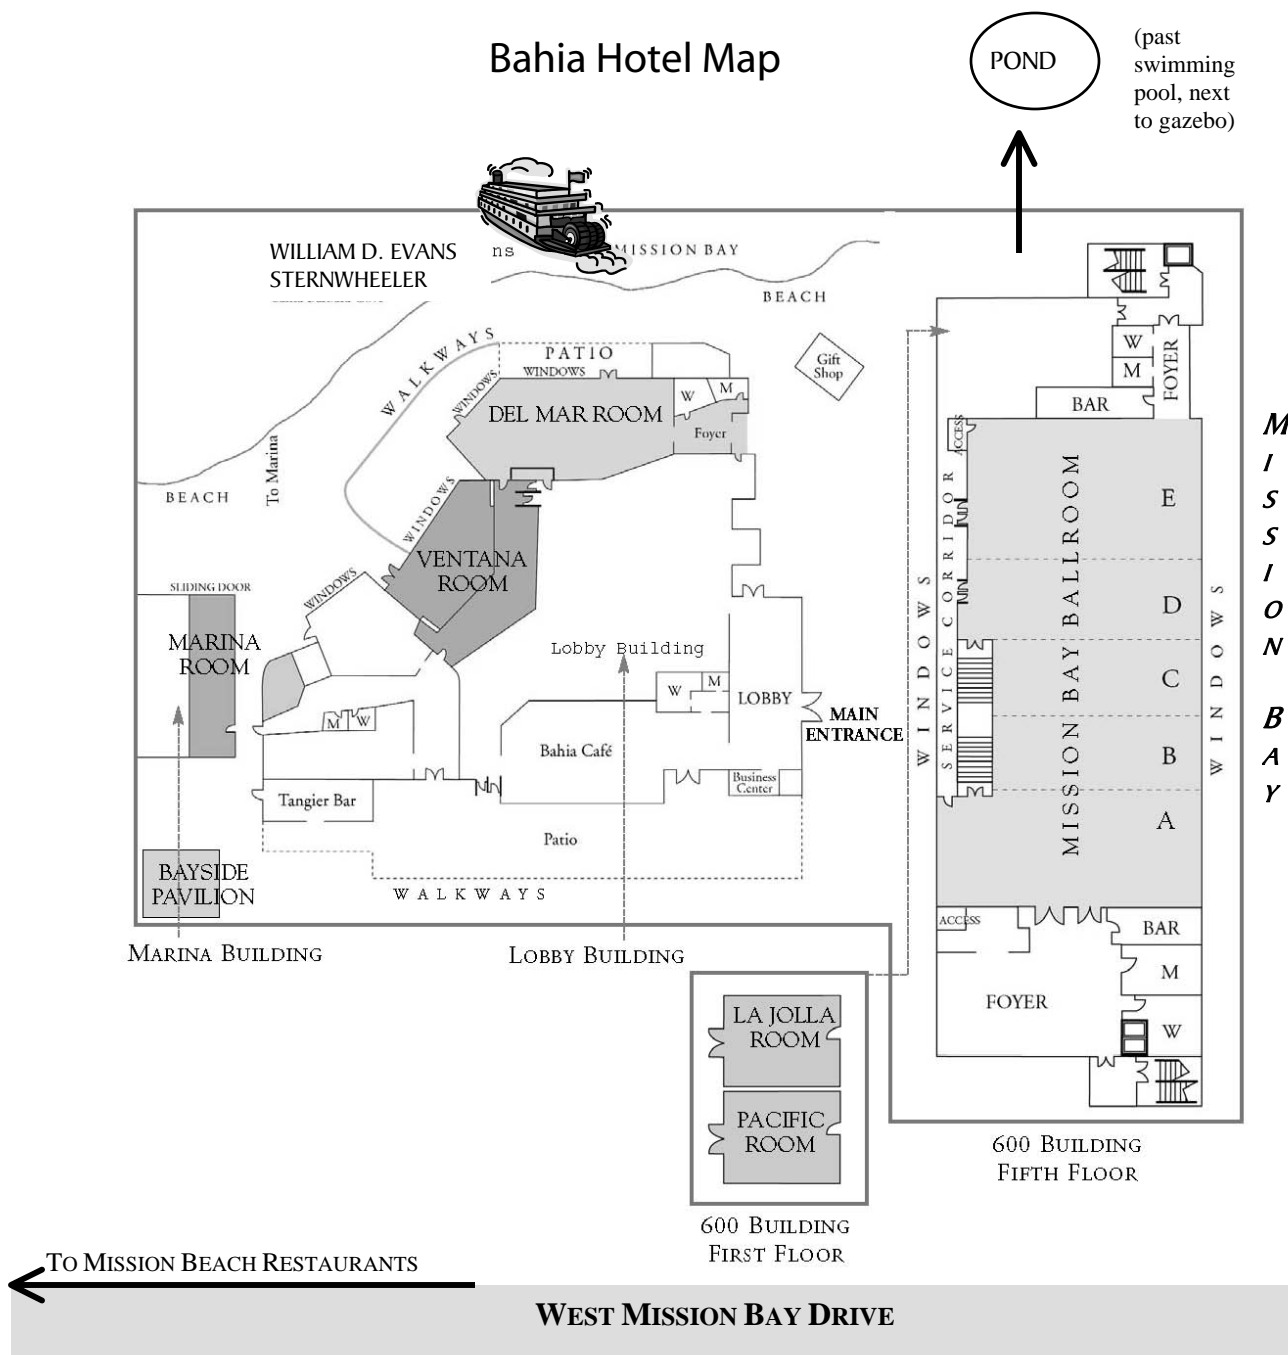 Bahia Hotel Map
POND
(past
swimming
pool, next
to gazebo)
WILLIAM D. EVANS
STERNWHEELER
ns
MISSION BAY
BEACH
WALKWAYS
PATIO
WINDOWS
WINDOWS
W
M
DEL MAR ROOM
Foyer
Gift
Shop
To Marina
BEACH
WINDOWS
VENTANA
ROOM
WINDOWS
SLIDING DOOR
MARINA
ROOM
Lobby Building
W
M
LOBBY
MAIN
ENTRANCE
M
W
Bahia Café
Business
Center
Tangier Bar
Patio
BAYSIDE
PAVILION
WALKWAYS
MARINA BUILDING
LOBBY BUILDING
W
M
FOYER
BAR
ACCESS
SERVICE CORRIDOR
WINDOWS
MISSION BAY BALLROOM
E
D
C
B
A
WINDOWS
MISSION BAY
ACCESS
BAR
M
FOYER
W
600 BUILDING
FIFTH FLOOR
LA JOLLA
ROOM
PACIFIC
ROOM
600 BUILDING
FIRST FLOOR
TO MISSION BEACH RESTAURANTS
WEST MISSION BAY DRIVE